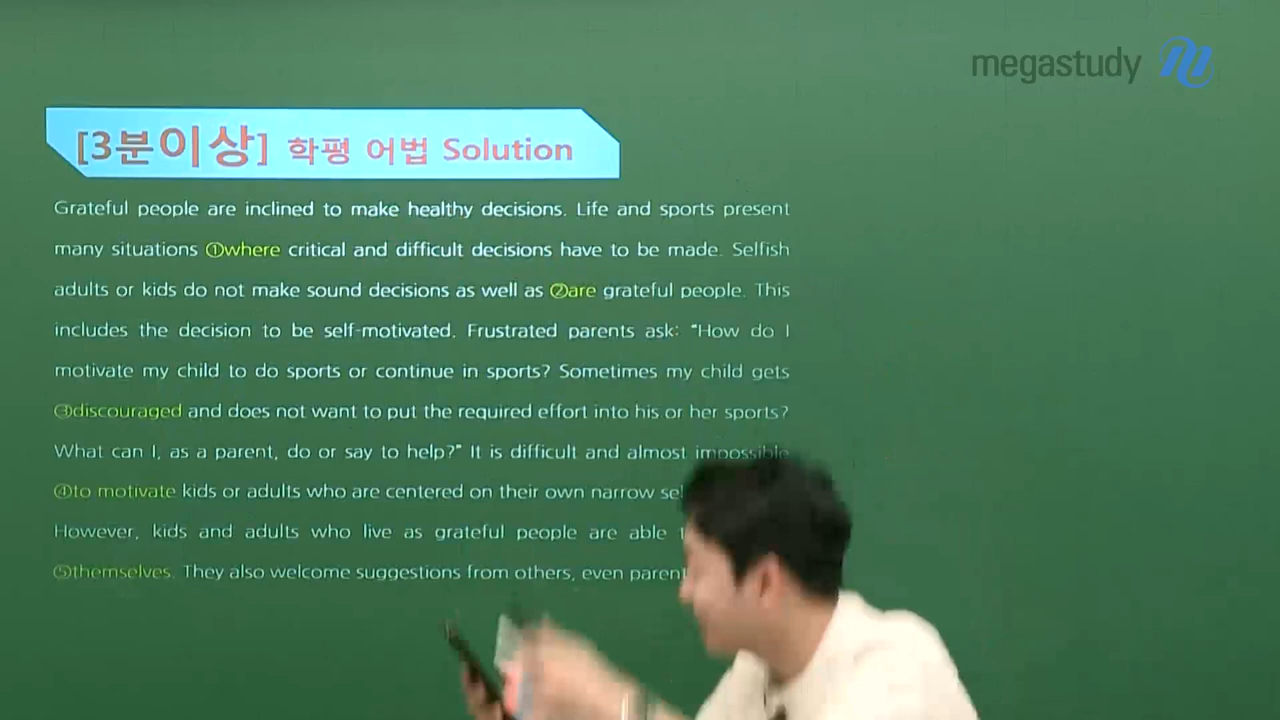 megastudy
[3분이상] 학평 어법 Solution
Grateful people are inclined to make healthy decisions. Life and sports present
many situations ①where critical and difficult decisions have to be made. Selfish
adults or kids do not make sound decisions as well as ②are grateful people. This
includes the decision to be self-motivated. Frustrated parents ask: “How do I
motivate my child to do sports or continue in sports? Sometimes my child gets
③discouraged and does not want to put the required effort into his or her sports?
What can I, as a parent, do or say to help?” It is difficult and almost impossible
④to motivate kids or adults who are centered on their own narrow
However, kids and adults who live as grateful people are able
⑤themselves. They also welcome suggestions from others, even